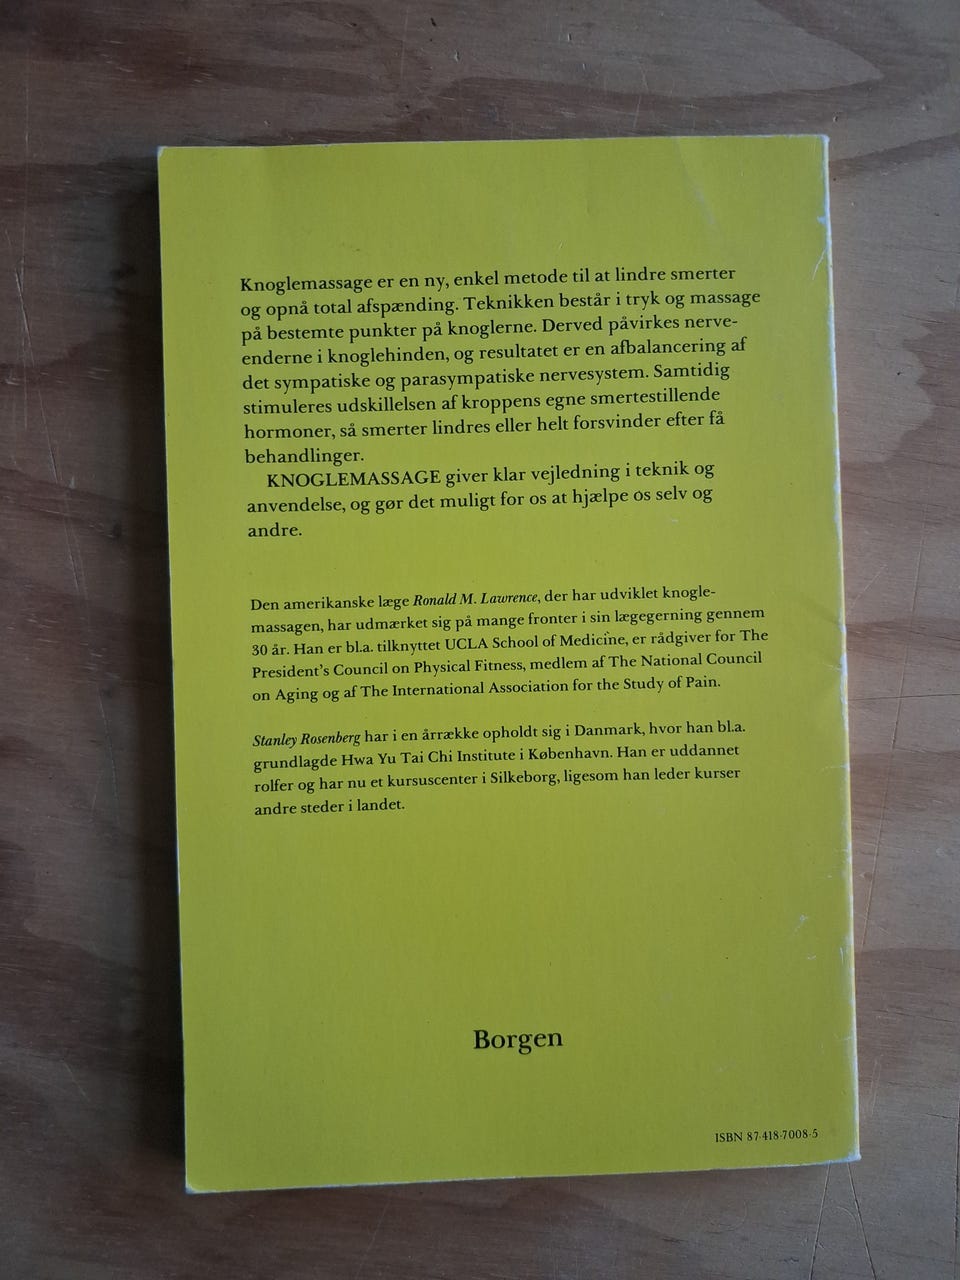 Knoglemassage er en ny, enkel metode til at lindre smerter
og opnå total afspænding. Teknikken består i tryk og massage
på bestemte punkter på knoglerne. Derved påvirkes nerve-
enderne i knoglehinden, og resultatet er en afbalancering af
det sympatiske og parasympatiske nervesystem. Samtidig
stimuleres udskillelsen af kroppens egne smertestillende
hormoner, så smerter lindres eller helt forsvinder efter få
behandlinger.
KNOGLEMASSAGE giver klar vejledning i teknik og
anvendelse, og gør det muligt for os at hjælpe os selv og
andre.
Den amerikanske læge Ronald M. Lawrence, der har udviklet knogle-
massagen, har udmærket sig på mange fronter i sin lægegerning gennem
30 år. Han er bl.a. tilknyttet UCLA School of Medicine, er rådgiver for The
President's Council on Physical Fitness, medlem af The National Council
on Aging og af The International Association for the Study of Pain.
Stanley Rosenberg har i en årrække opholdt sig i Danmark, hvor han bl.a.
grundlagde Hwa Yu Tai Chi Institute i København. Han er uddannet
rolfer og har nu et kursuscenter i Silkeborg, ligesom han leder kurser
andre steder i landet.
Borgen
ISBN 87-418-7008-5